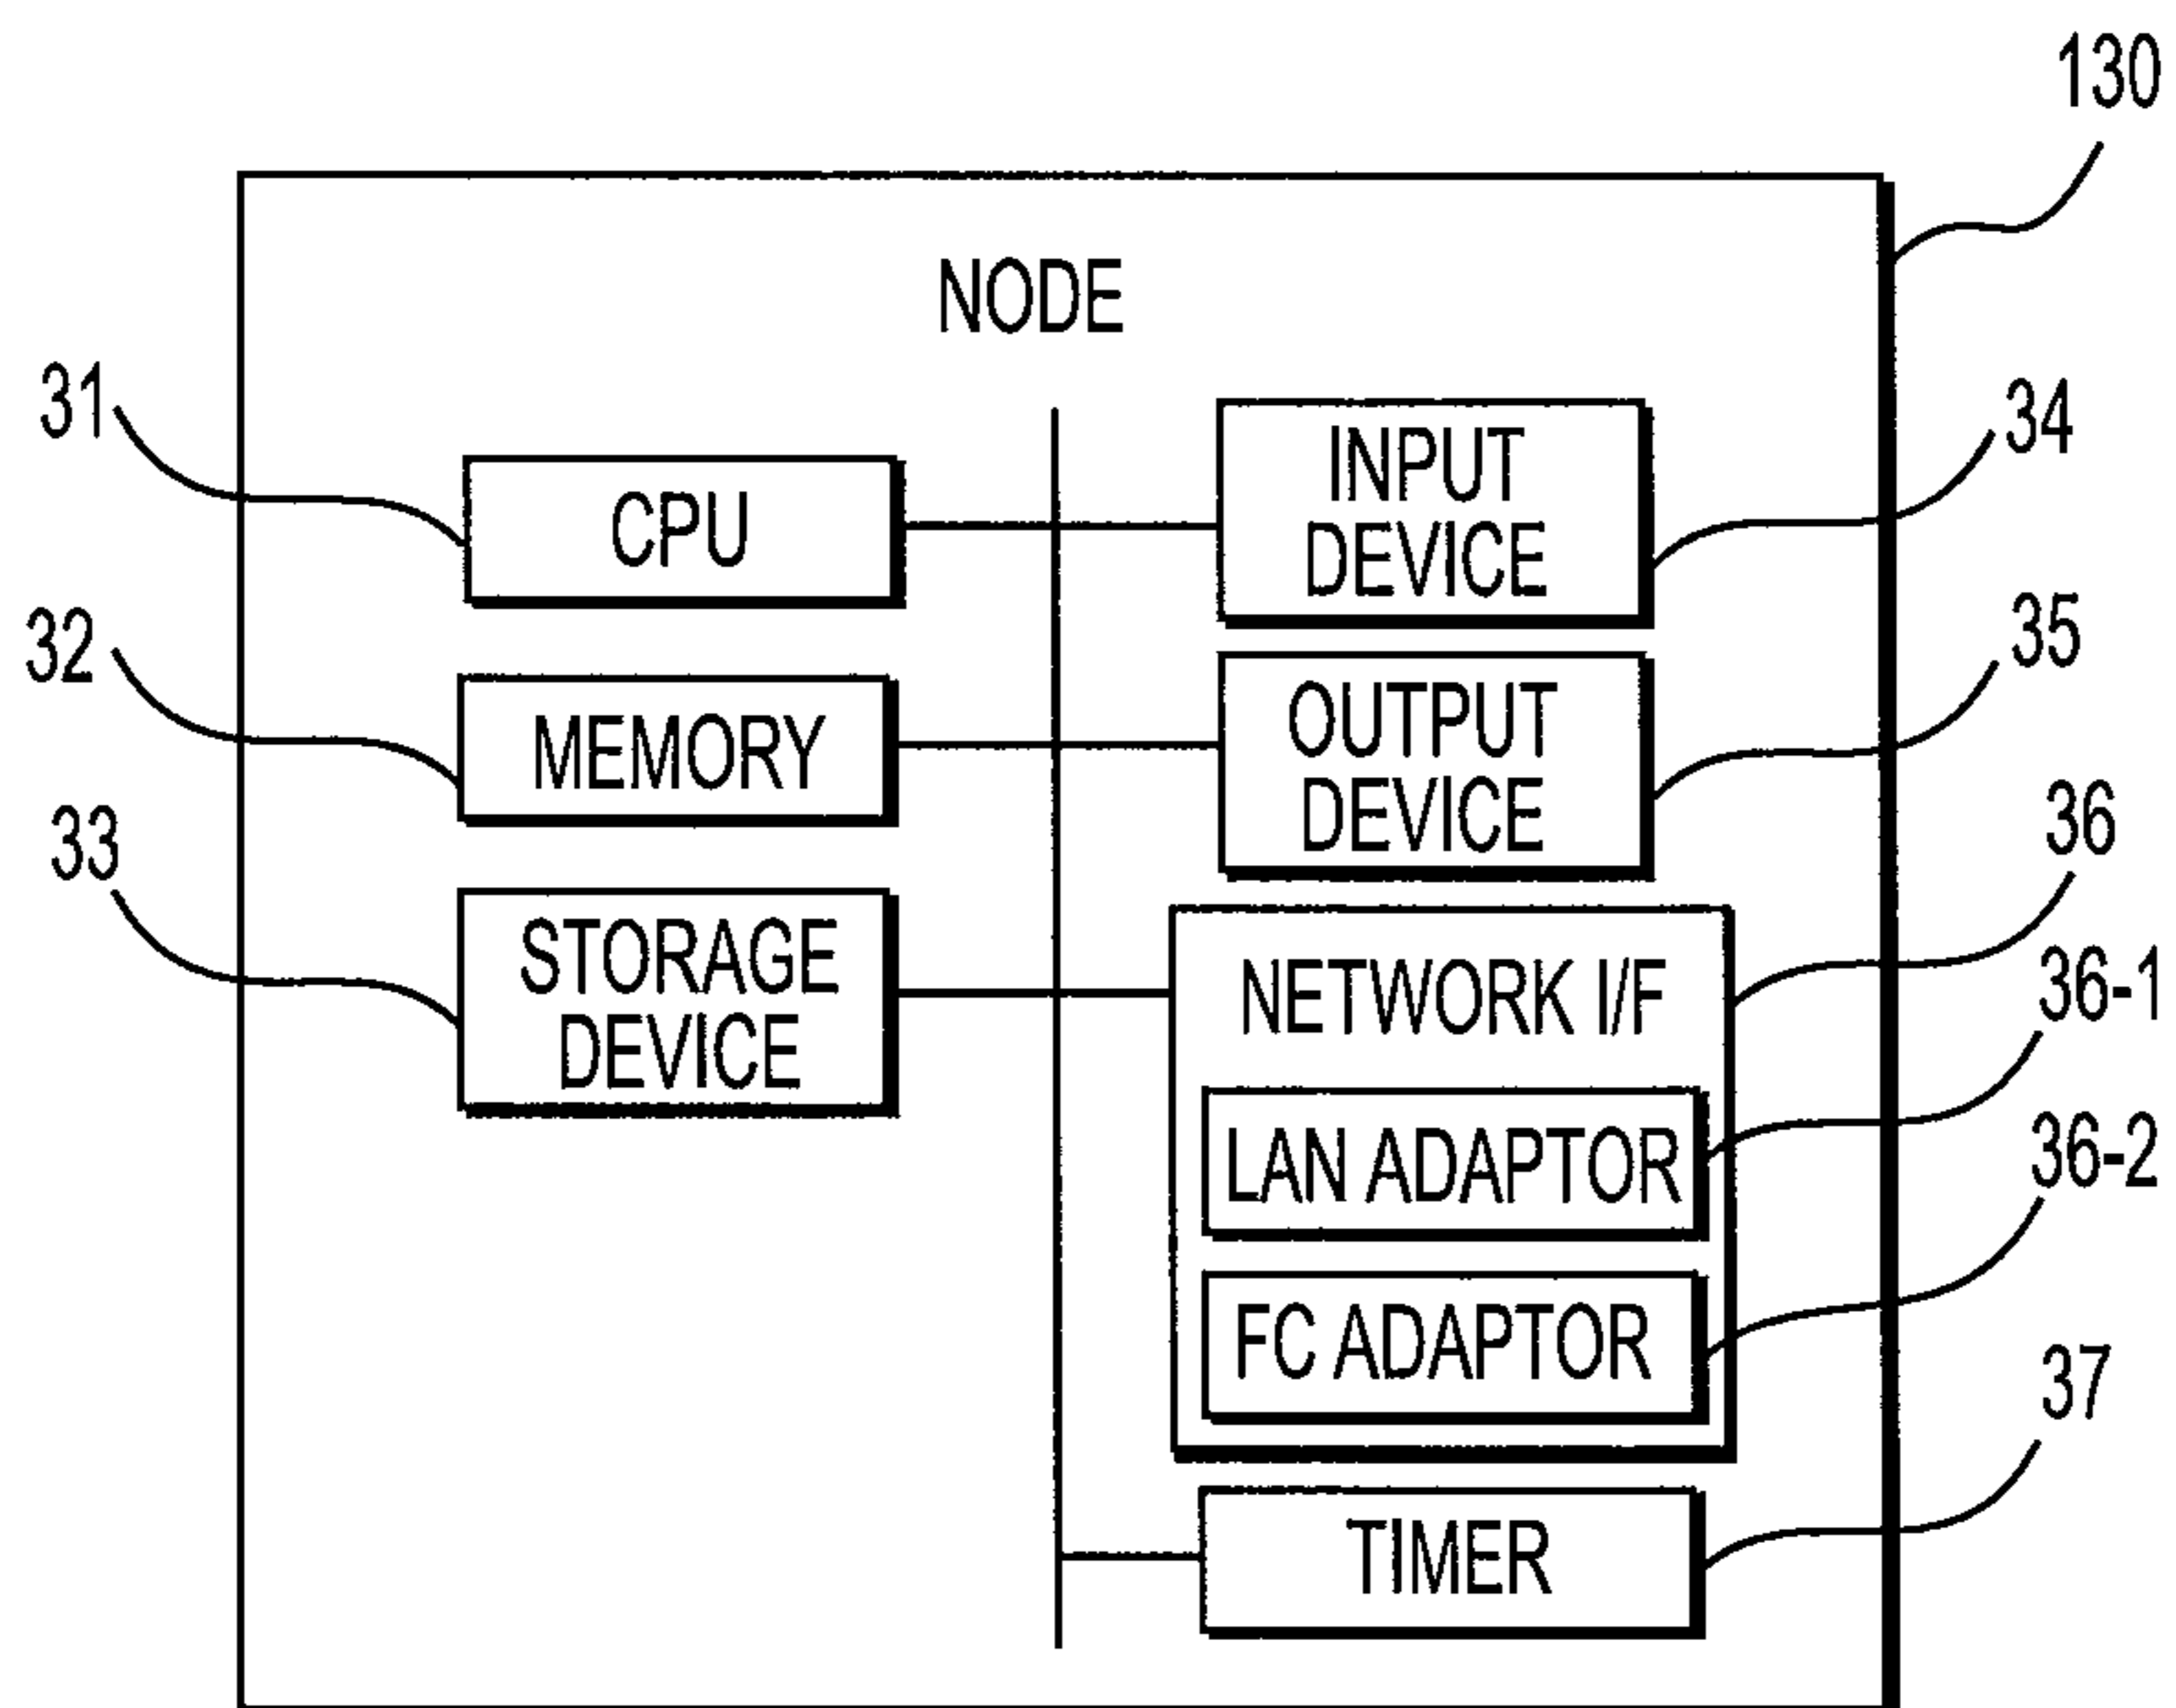 130
NODE
31
CPU
INPUT
DEVICE
34
32
MEMORY
OUTPUT
DEVICE
35
33
STORAGE
DEVICE
36
NETWORK I/F
36-1
LAN ADAPTOR
36-2
FC ADAPTOR
37
TIMER